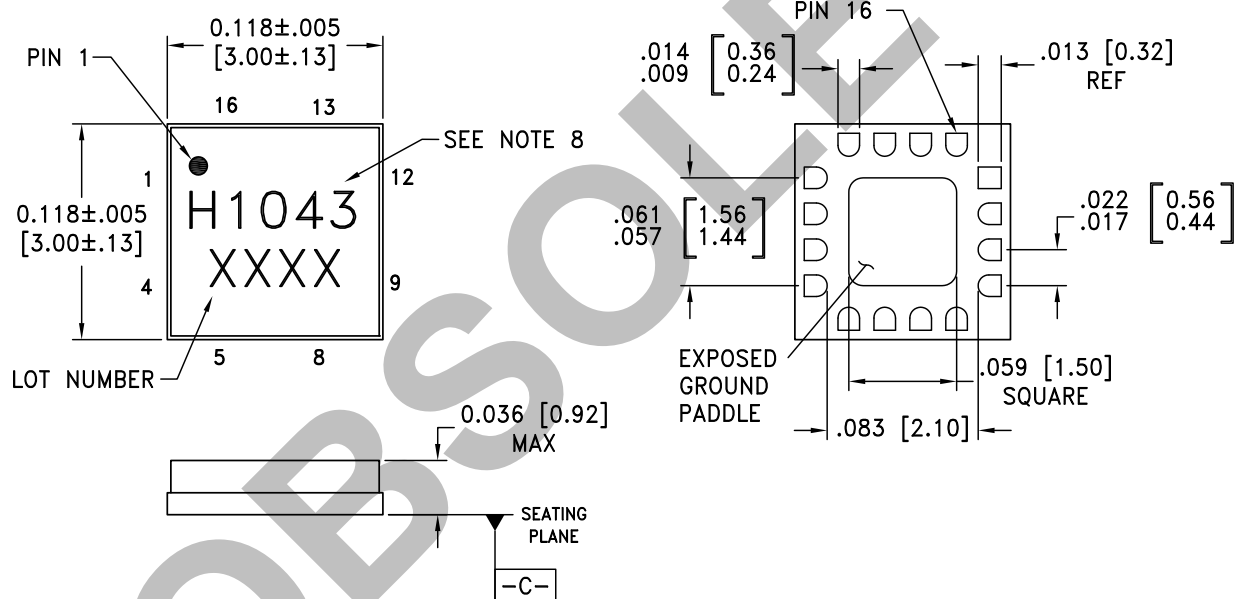 0.118±.005
[3.00±.13]
PIN 1
16 13
SEE NOTE 8
1 12
H1043
0.118±.005
[3.00±.13]
XXXX
4 9
5 8
LOT NUMBER
0.036 [0.92]
MAX
SEATING
PLANE
-C-
PIN 16
.014 [0.36]
.009 [0.24]
.013 [0.32]
REF
.061 [1.56]
.057 [1.44]
.022 [0.56]
.017 [0.44]
EXPOSED
GROUND
PADDLE
.059 [1.50]
SQUARE
.083 [2.10]
OBSOLE